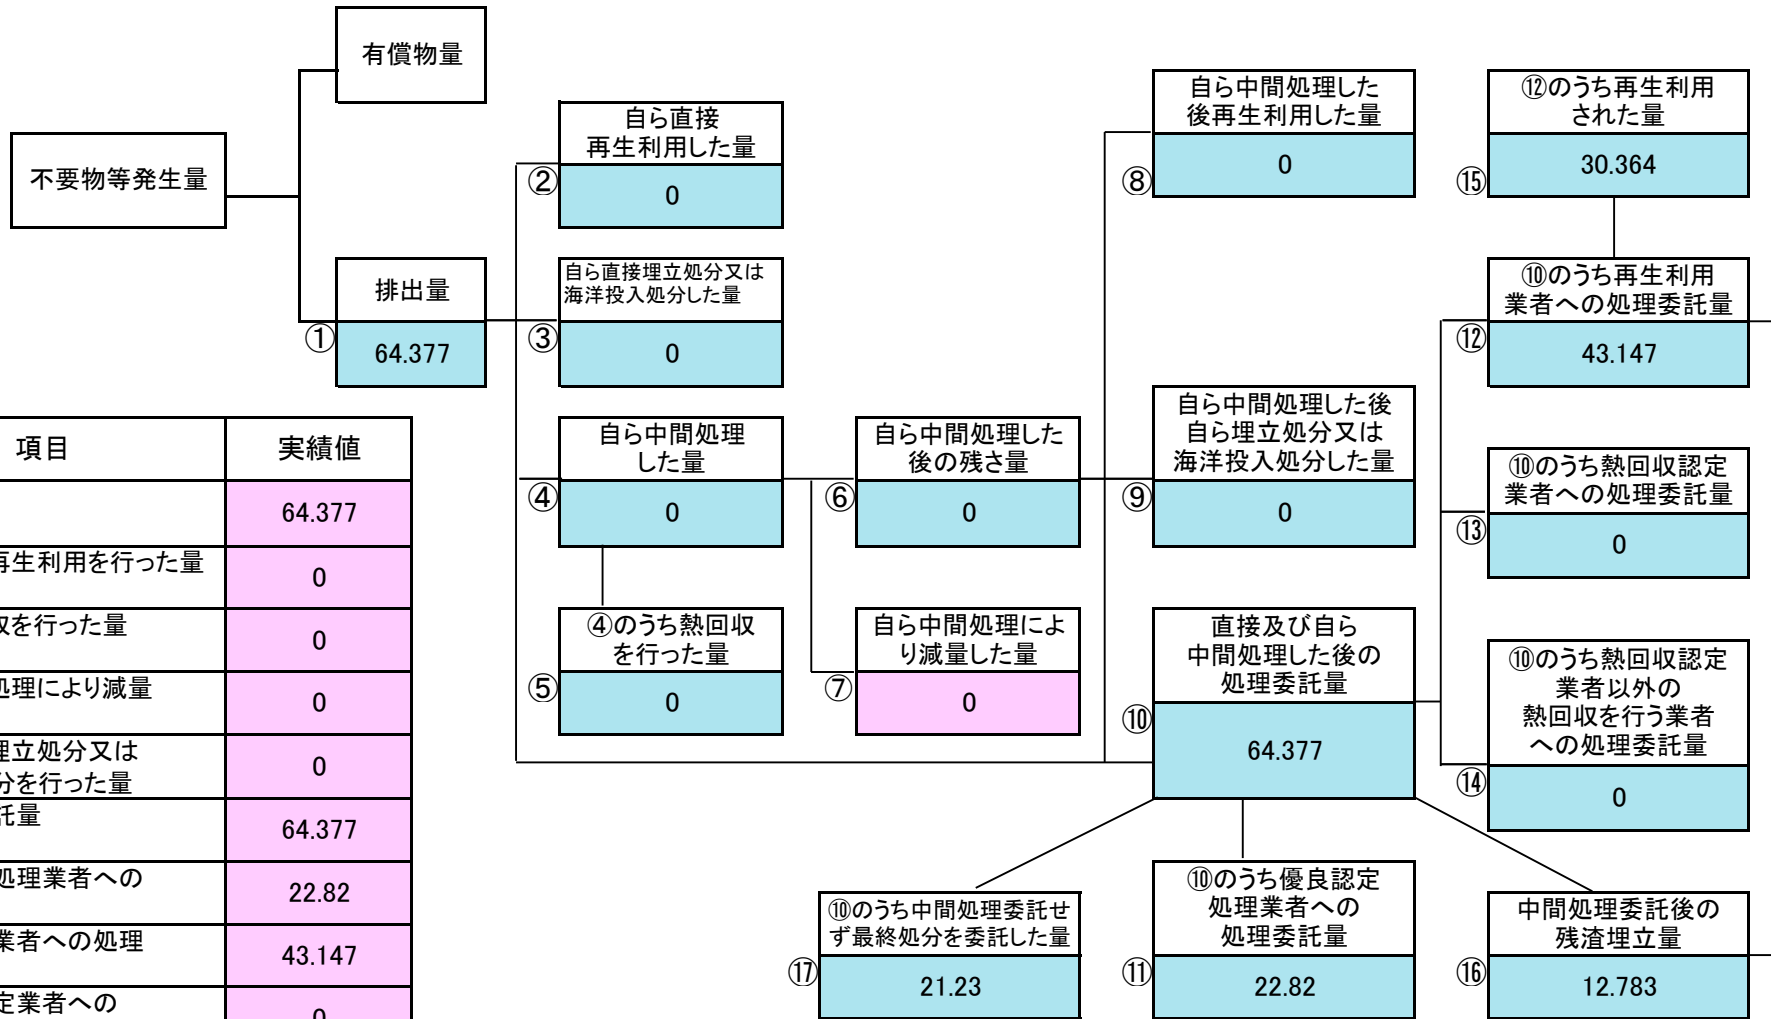 有償物量
不要物等発生量
排出量
①
64.377
自ら直接
再生利用した量
②
0
自ら直接埋立処分又は
海洋投入処分した量
③
0
自ら中間処理
した量
④
0
④のうち熱回収
を行った量
⑤
0
自ら中間処理した
後の残さ量
⑥
0
自ら中間処理によ
り減量した量
⑦
0
自ら中間処理した
後再生利用した量
⑧
0
自ら中間処理した後
自ら埋立処分又は
海洋投入処分した量
⑨
0
直接及び自ら
中間処理した後の
処理委託量
⑩
64.377
⑫のうち再生利用
された量
⑮
30.364
⑩のうち再生利用
業者への処理委託量
⑫
43.147
⑩のうち熱回収認定
業者への処理委託量
⑬
0
⑩のうち熱回収認定
業者以外の
熱回収を行う業者
への処理委託量
⑭
0
⑩のうち中間処理委託せ
ず最終処分を委託した量
⑰
21.23
⑩のうち優良認定
処理業者への
処理委託量
⑪
22.82
中間処理委託後の
残渣埋立量
⑯
12.783
項目 実績値
64.377
再生利用を行った量
0
収を行った量
0
処理により減量
0
埋立処分又は
分を行った量
0
託量
64.377
処理業者への
22.82
業者への処理
43.147
定業者への
0